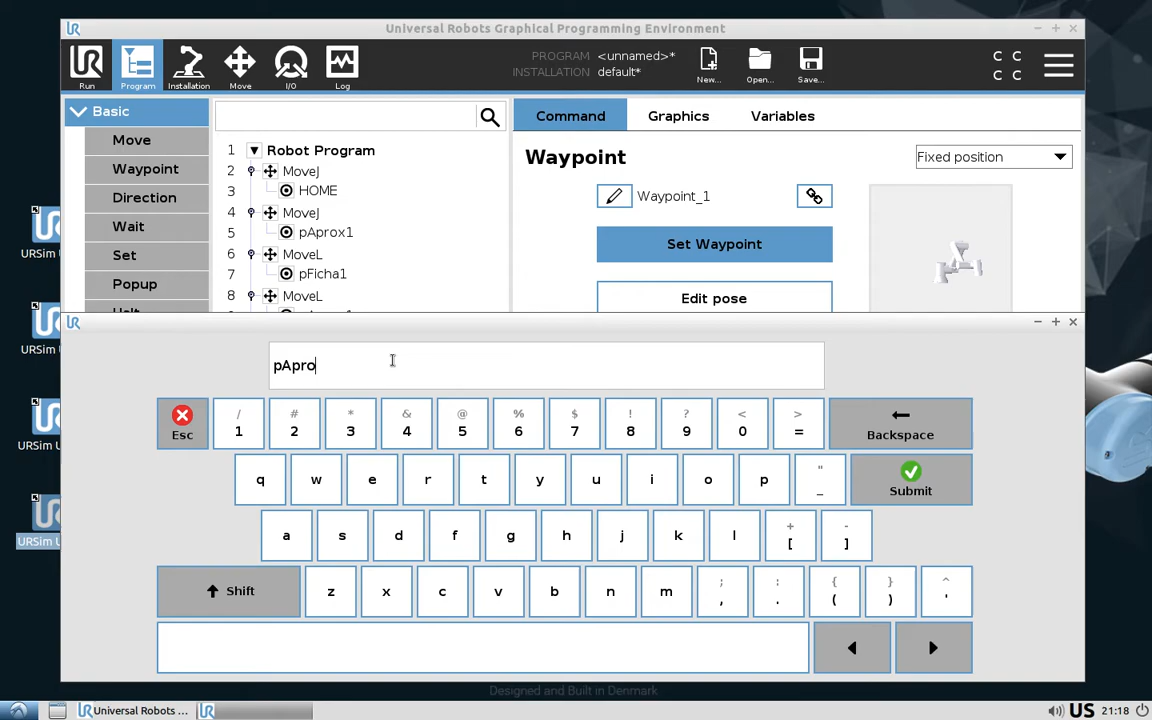 UR
Universal Robots Graphical Programming Environment
UR
Run
Program
Installation
Move
I/O
Log
PROGRAM <unnamed>*
INSTALLATION default*
New...
Open...
Save...
C C
C C
Basic
Move
Waypoint
Direction
Wait
Set
Popup
1 Robot Program
2 MoveJ
3 HOME
4 MoveJ
5 pAprox1
6 MoveL
7 pFicha1
8 MoveL
Command
Graphics
Variables
Waypoint
Fixed position
Waypoint_1
Set Waypoint
Edit pose
URSim
URSim
URSim
URSim
UR
pApro
Esc
/ # * & @ % $ ! ? < >
1 2 3 4 5 6 7 8 9 0 =
Backspace
"
q w e r t y u i o p _
Submit
+ -
a s d f g h j k l [ ]
; : { } ^
Shift z x c v b n m , . ( ) '
Designed and Built in Denmark
Universal Robots ...
UR
US 21:18